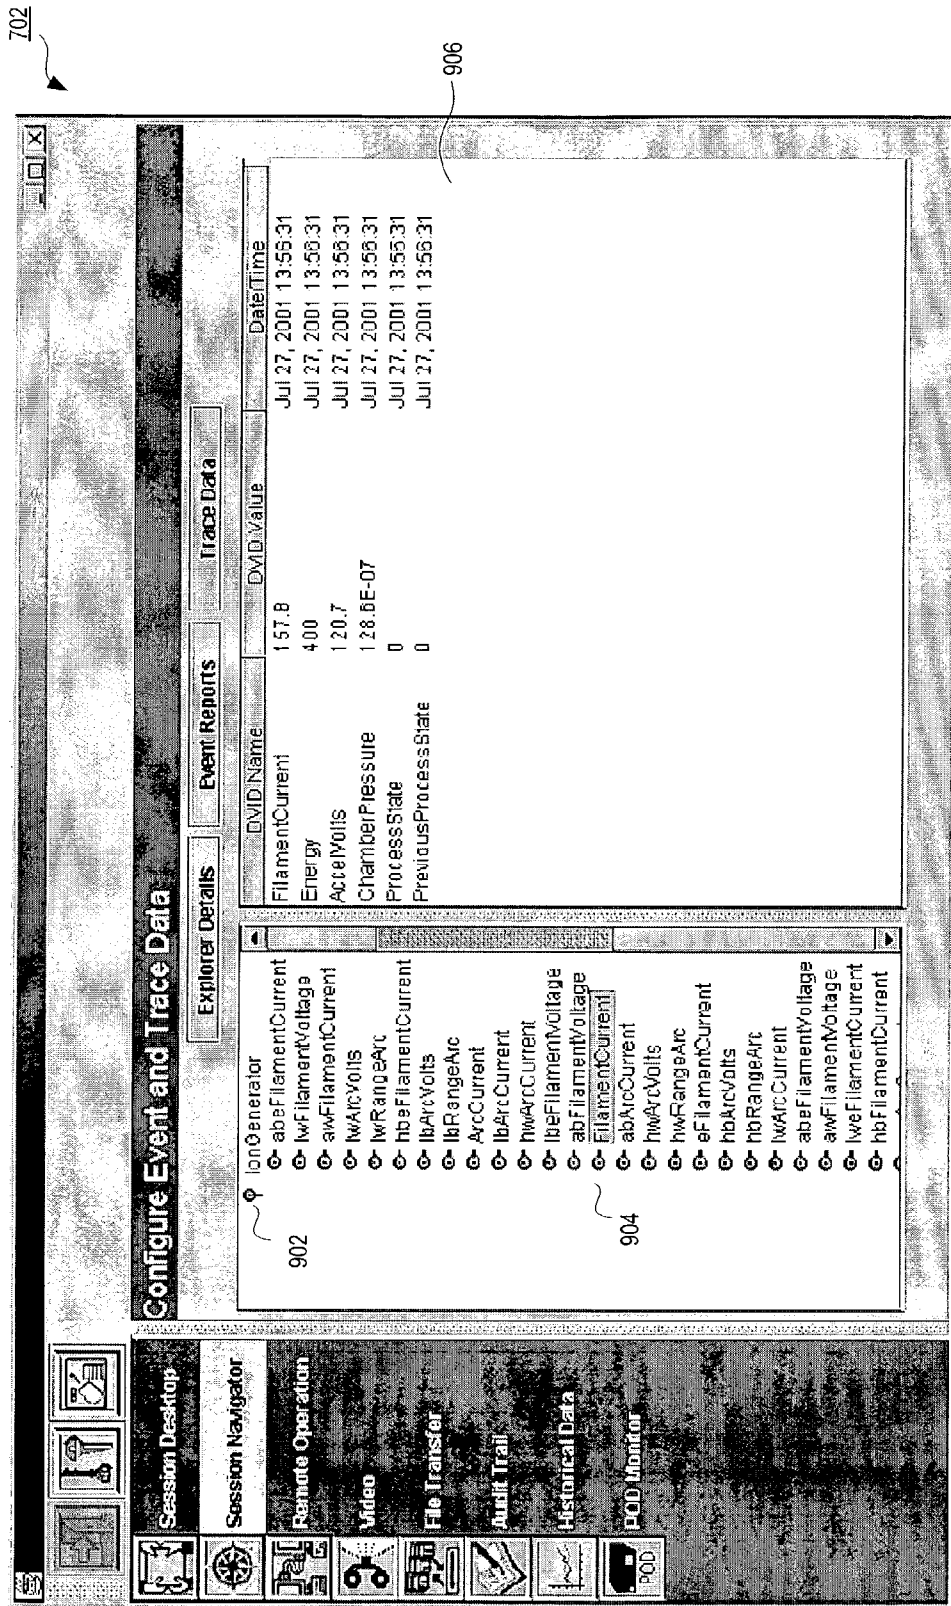 702
Configure Event and Trace Data
Session Desktop
Session Navigator
Remote Operation
Video
File Transfer
Audit Trail
Historical Data
POD Monitor
POD
Explorer Details
Event Reports
Trace Data
902
IonGenerator
abeFilamentCurrent
lwFilamentVoltage
awFilamentCurrent
lwArcVolts
lwRangeArc
hbeFilamentCurrent
lbArcVolts
lbRangeArc
ArcCurrent
lbArcCurrent
hwArcCurrent
lbeFilamentVoltage
abFilamentVoltage
904
FilamentCurrent
abArcCurrent
hwArcVolts
hwRangeArc
eFilamentCurrent
hbArcVolts
hbRangeArc
lwArcCurrent
abeFilamentVoltage
awFilamentVoltage
lweFilamentCurrent
hbFilamentCurrent
DVID Name DVID Value Date/Time
FilamentCurrent 157.8 Jul 27, 2001 13:56:31
Energy 400 Jul 27, 2001 13:56:31
AccelVolts 120.7 Jul 27, 2001 13:56:31
ChamberPressure 128.6E-07 Jul 27, 2001 13:56:31
ProcessState 0 Jul 27, 2001 13:56:31
PreviousProcessState 0 Jul 27, 2001 13:56:31
906